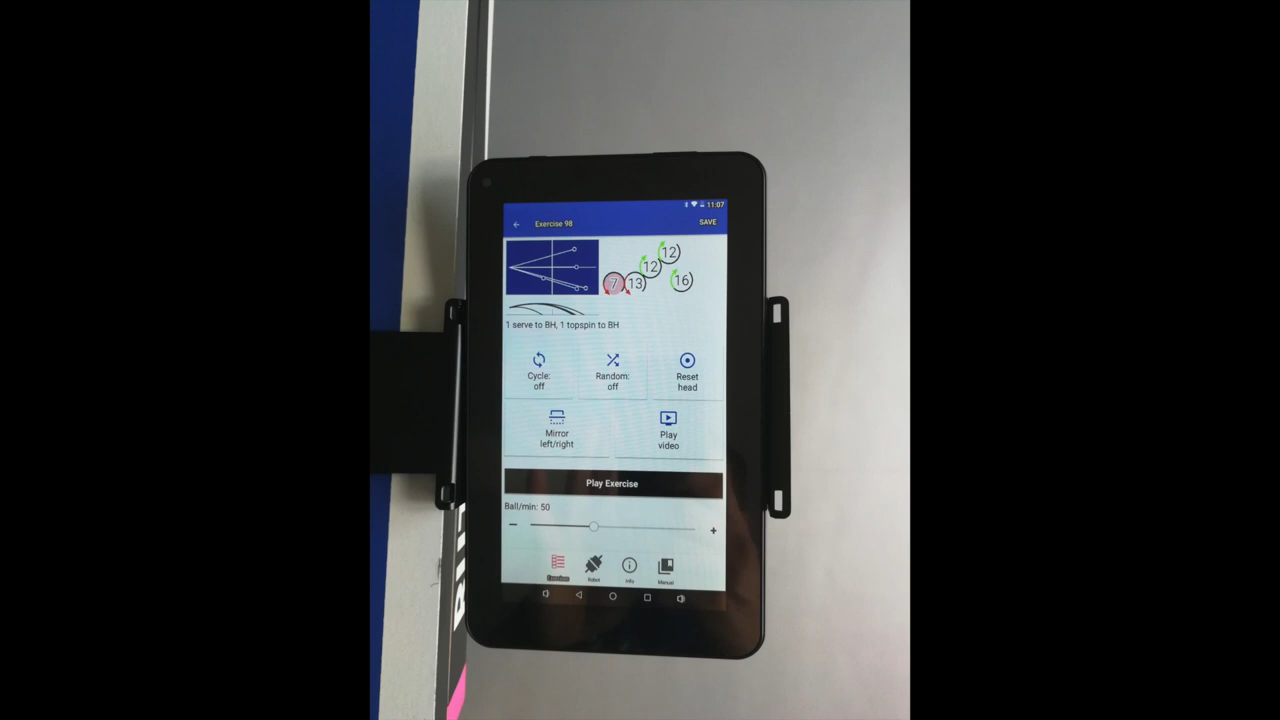 11:07
Exercise 98
SAVE
12
12
7
13
16
1 serve to BH, 1 topspin to BH
Cycle:
off
Random:
off
Reset
head
Mirror
left/right
Play
video
Play Exercise
Ball/min: 50
Exercises
Robot
Info
Manual